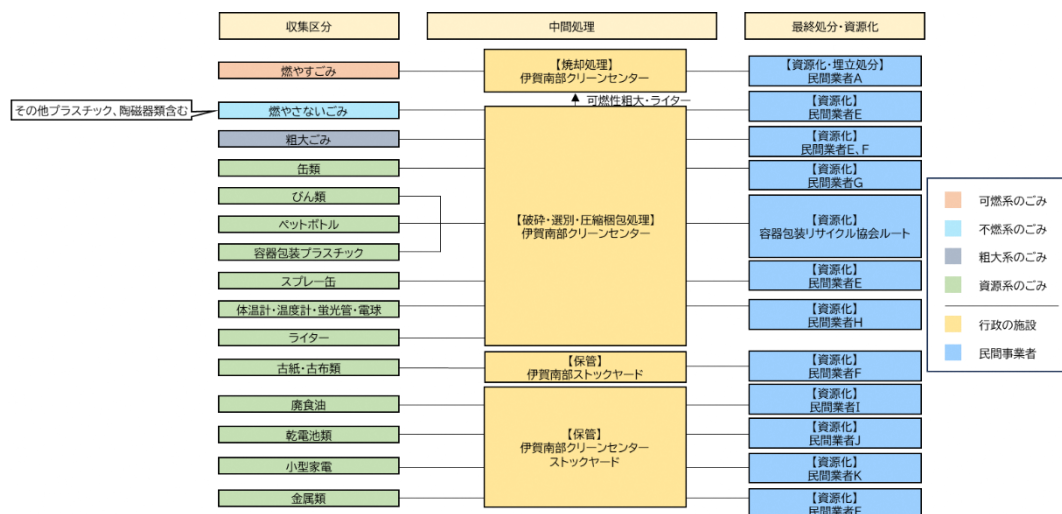 収集区分
中間処理
最終処分・資源化
燃やすごみ
【焼却処理】
伊賀南部クリーンセンター
【資源化・埋立処分】
民間業者A
可燃性粗大・ライター
その他プラスチック、陶磁器類含む
燃やさないごみ
【資源化】
民間業者E
粗大ごみ
【資源化】
民間業者E、F
缶類
【資源化】
民間業者G
びん類
ペットボトル
容器包装プラスチック
【破砕・選別・圧縮梱包処理】
伊賀南部クリーンセンター
【資源化】
容器包装リサイクル協会ルート
スプレー缶
【資源化】
民間業者E
体温計・温度計・蛍光管・電球
【資源化】
民間業者H
ライター
古紙・古布類
【保管】
伊賀南部ストックヤード
【資源化】
民間業者F
廃食油
【資源化】
民間業者I
乾電池類
【保管】
伊賀南部クリーンセンター
ストックヤード
【資源化】
民間業者J
小型家電
【資源化】
民間業者K
金属類
【資源化】
民間業者F
可燃系のごみ
不燃系のごみ
粗大系のごみ
資源系のごみ
行政の施設
民間事業者